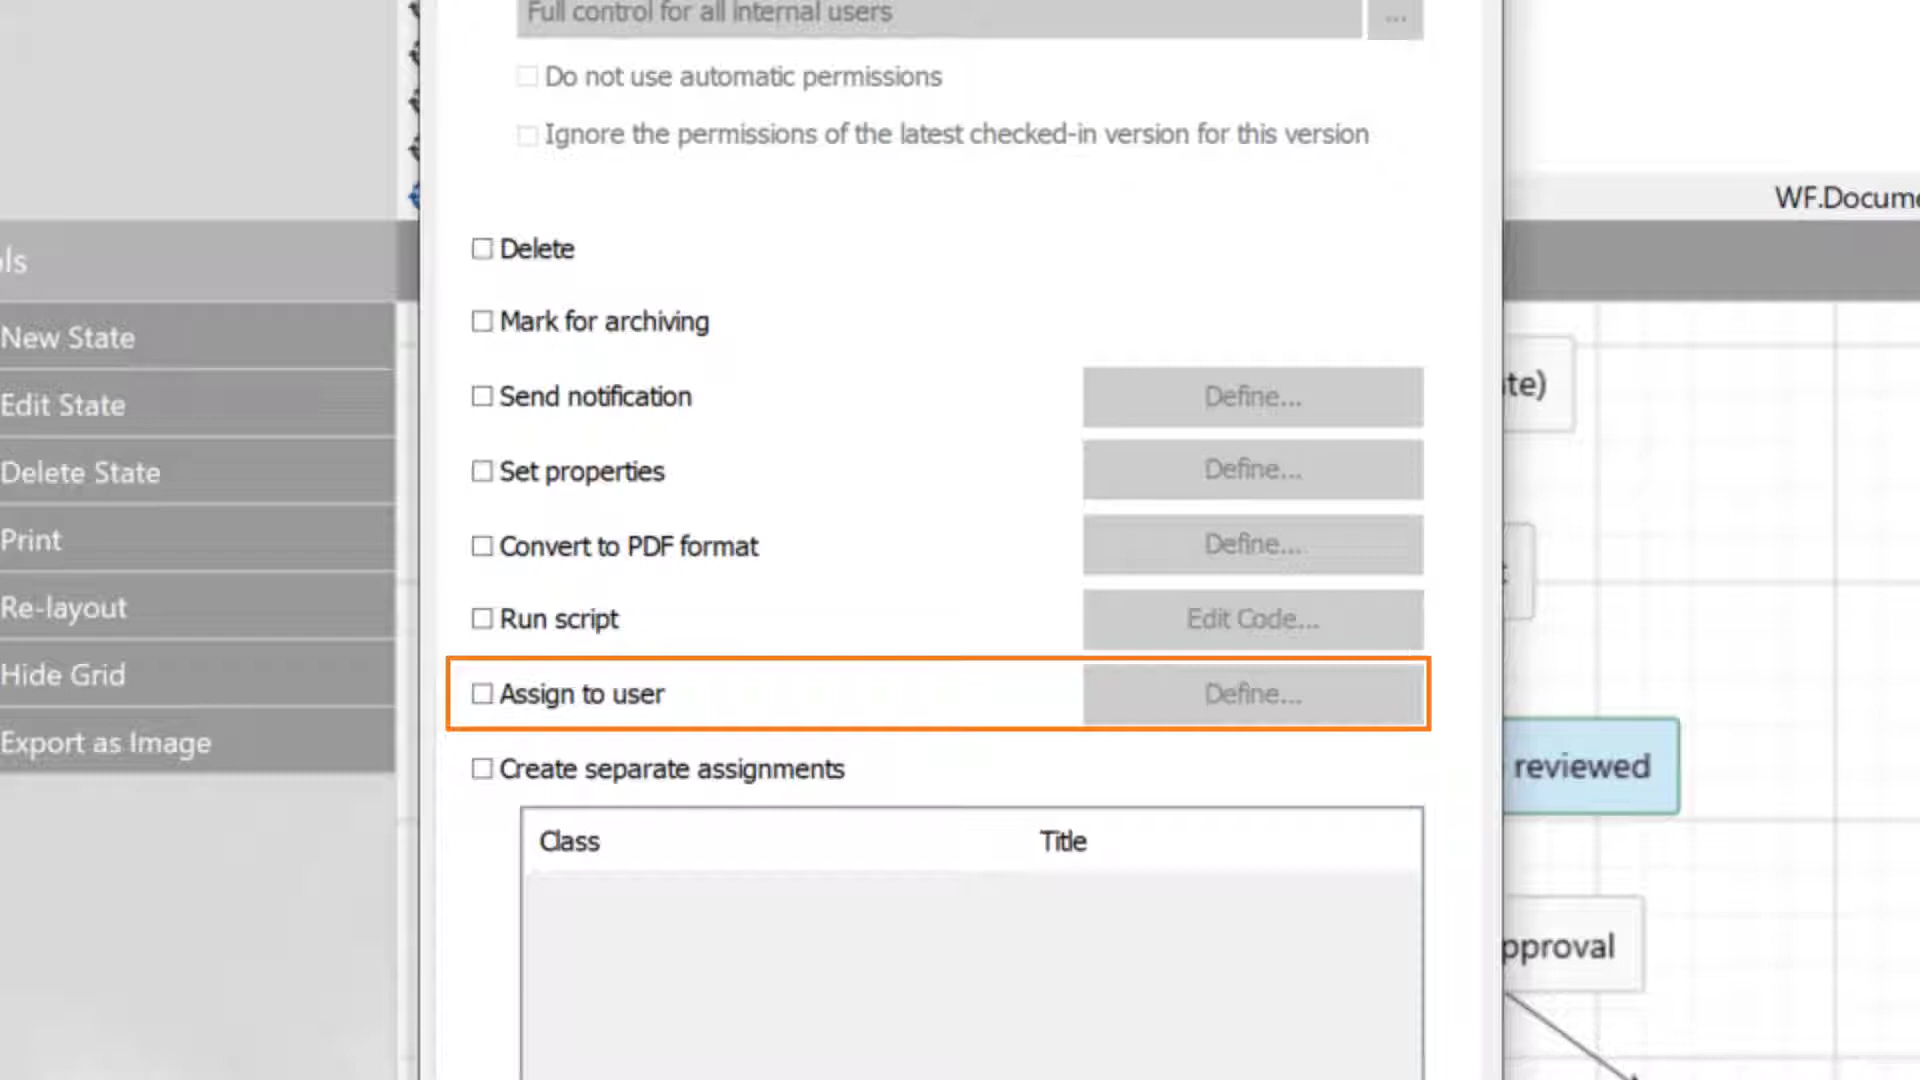 Full control for all internal users
...
Do not use automatic permissions
Ignore the permissions of the latest checked-in version for this version
Delete
Mark for archiving
Send notification
Define...
Set properties
Define...
Convert to PDF format
Define...
Run script
Edit Code...
Assign to user
Define...
Create separate assignments
Class
Title
ls
New State
Edit State
Delete State
Print
Re-layout
Hide Grid
Export as Image
WF.Docume
te)
reviewed
pproval